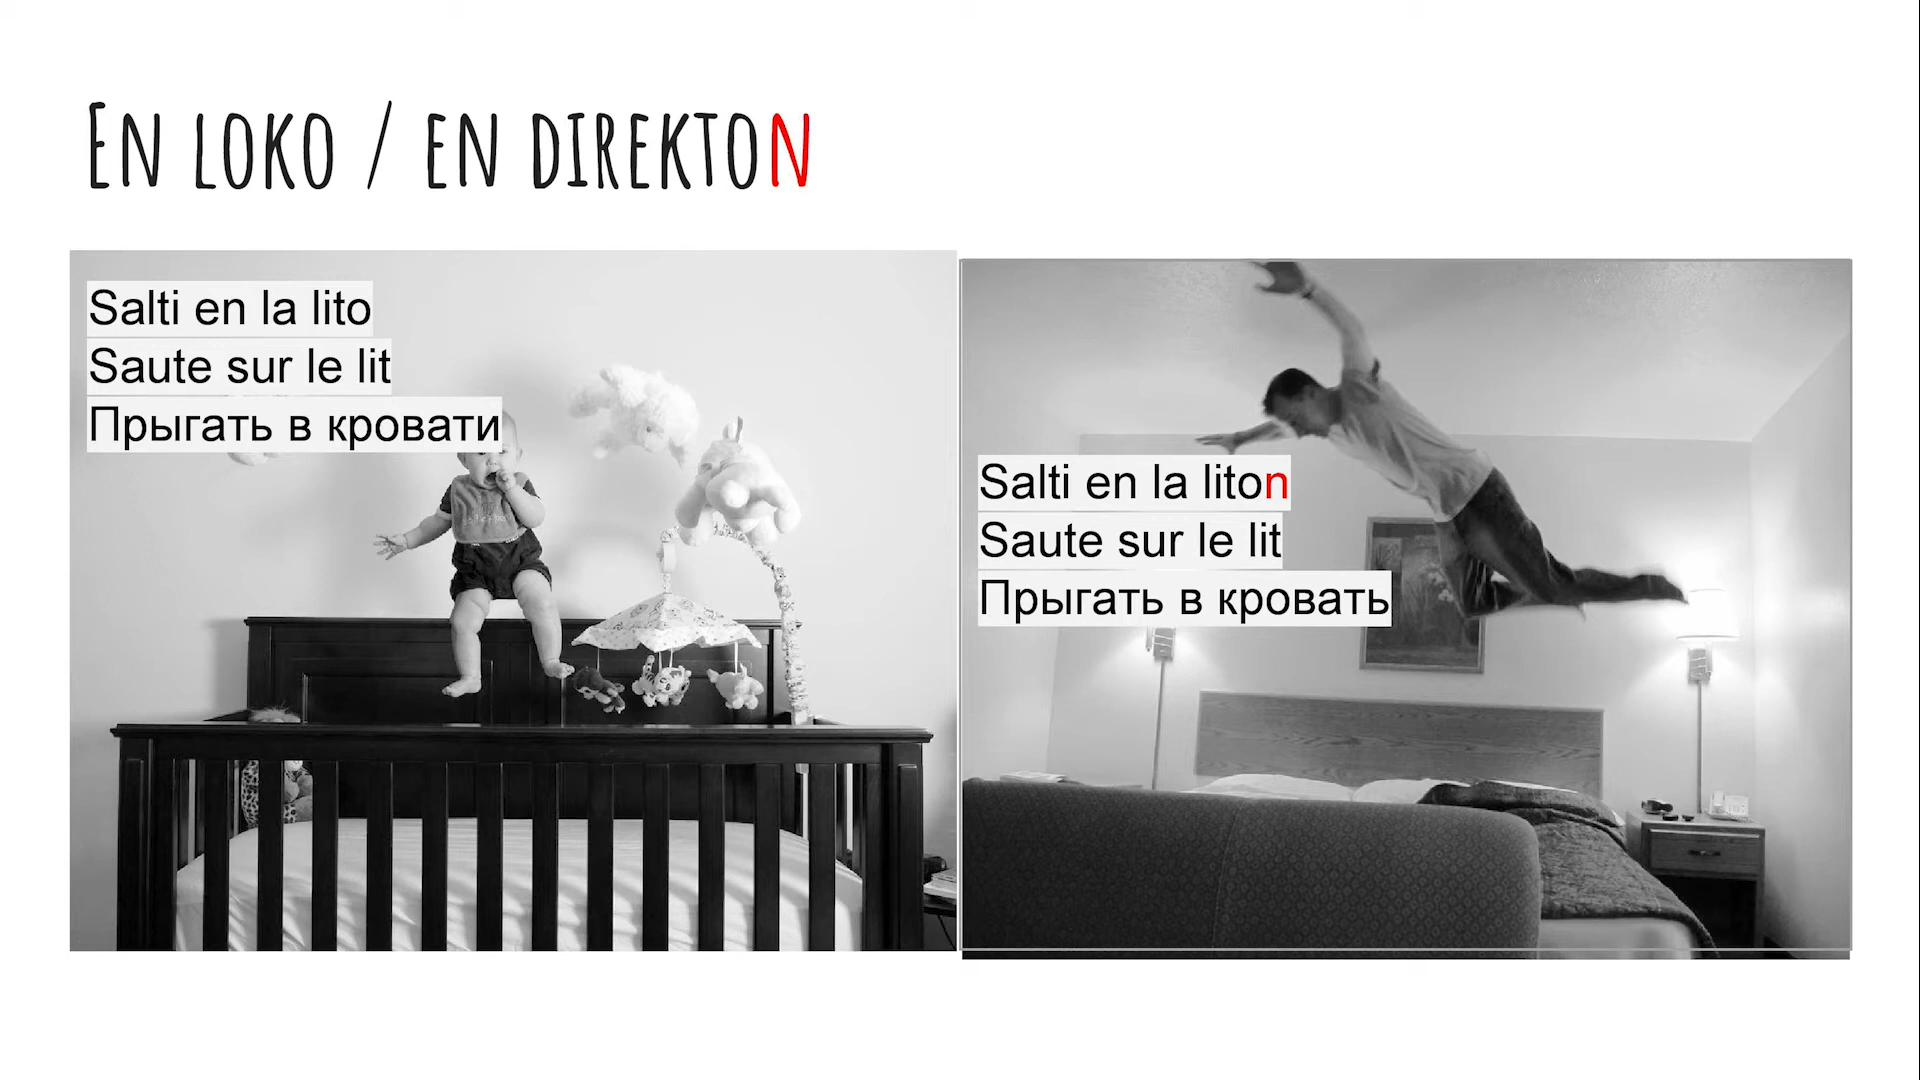 En loko / en direkton
Salti en la lito
Saute sur le lit
Прыгать в кровати
Salti en la liton
Saute sur le lit
Прыгать в кровать